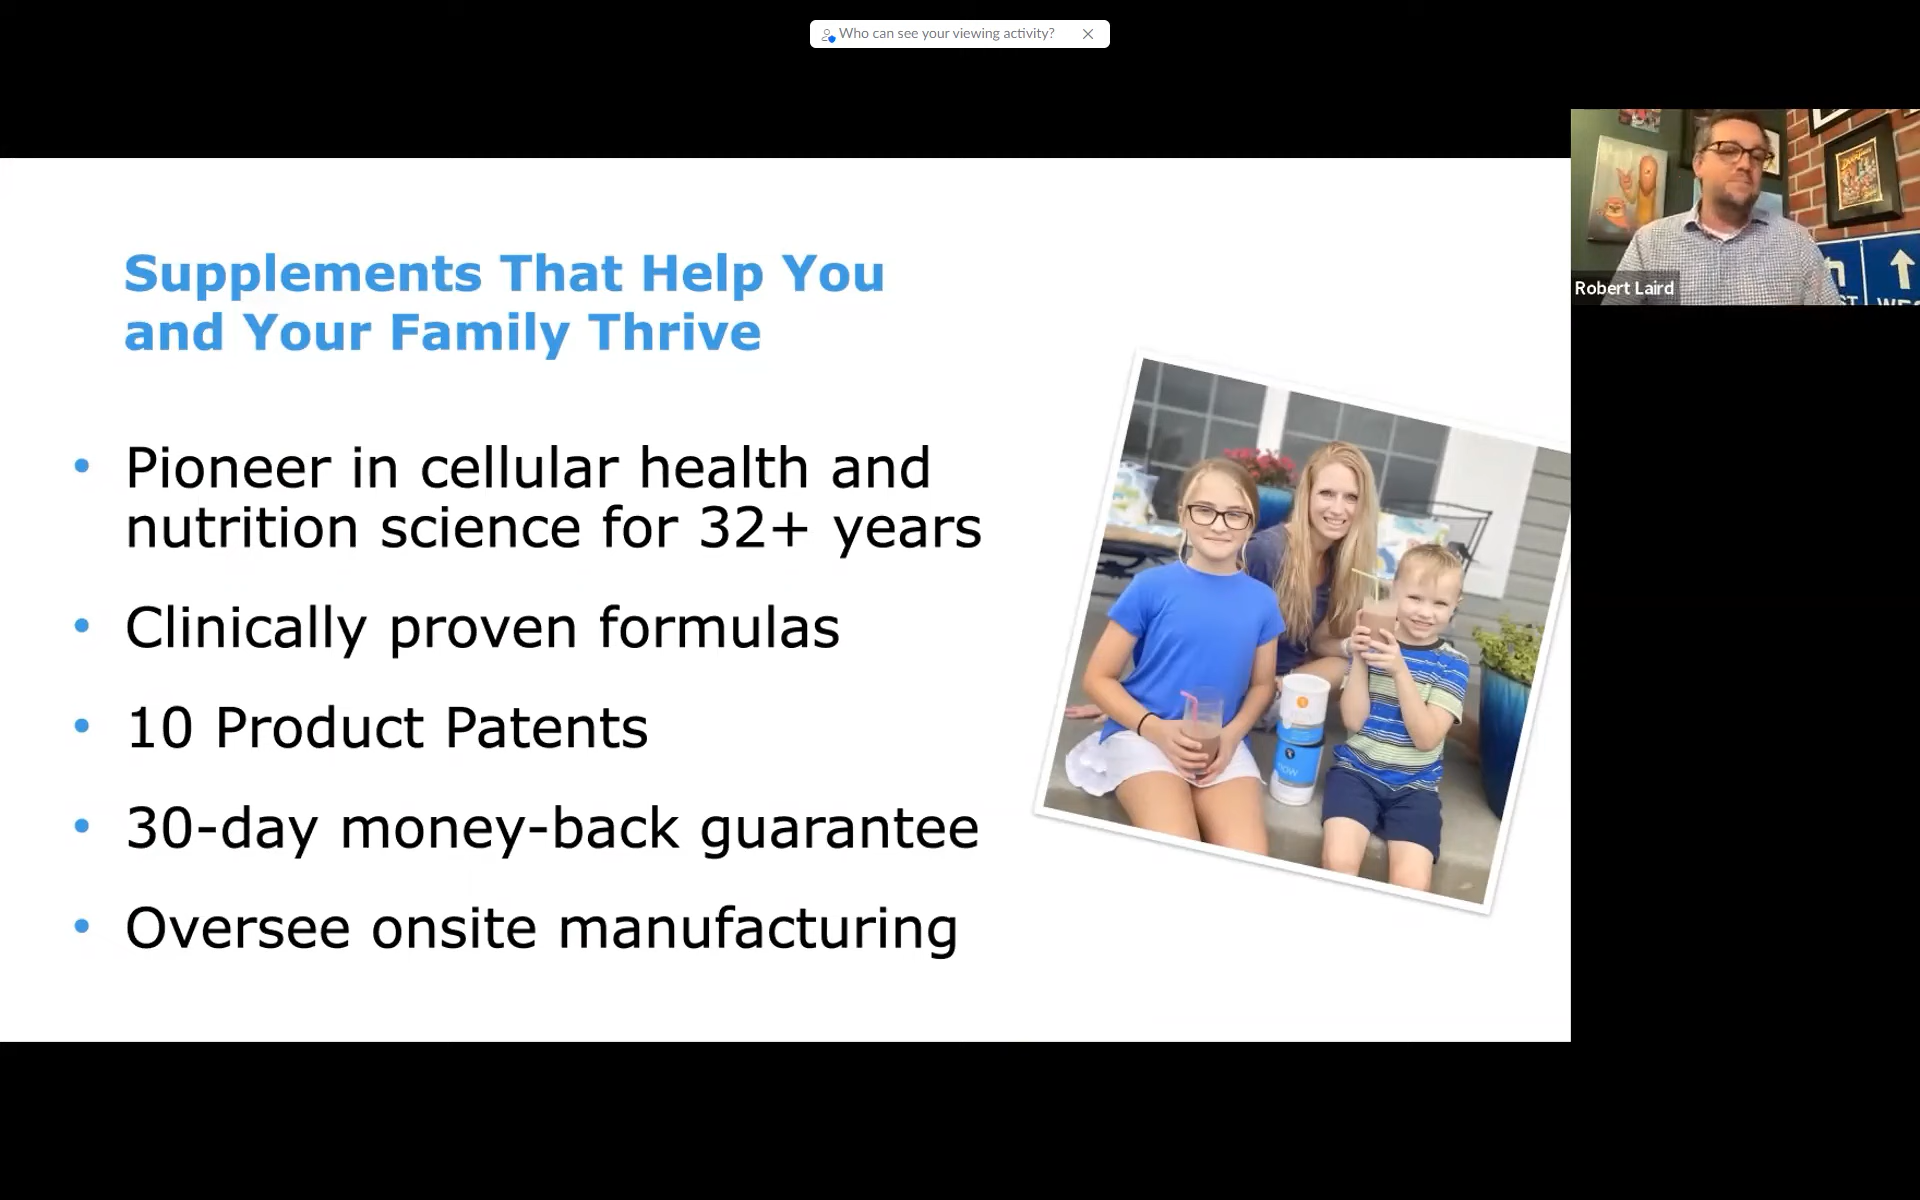 Who can see your viewing activity?
Supplements That Help You
and Your Family Thrive
• Pioneer in cellular health and
nutrition science for 32+ years
• Clinically proven formulas
• 10 Product Patents
• 30-day money-back guarantee
• Oversee onsite manufacturing
Robert Laird